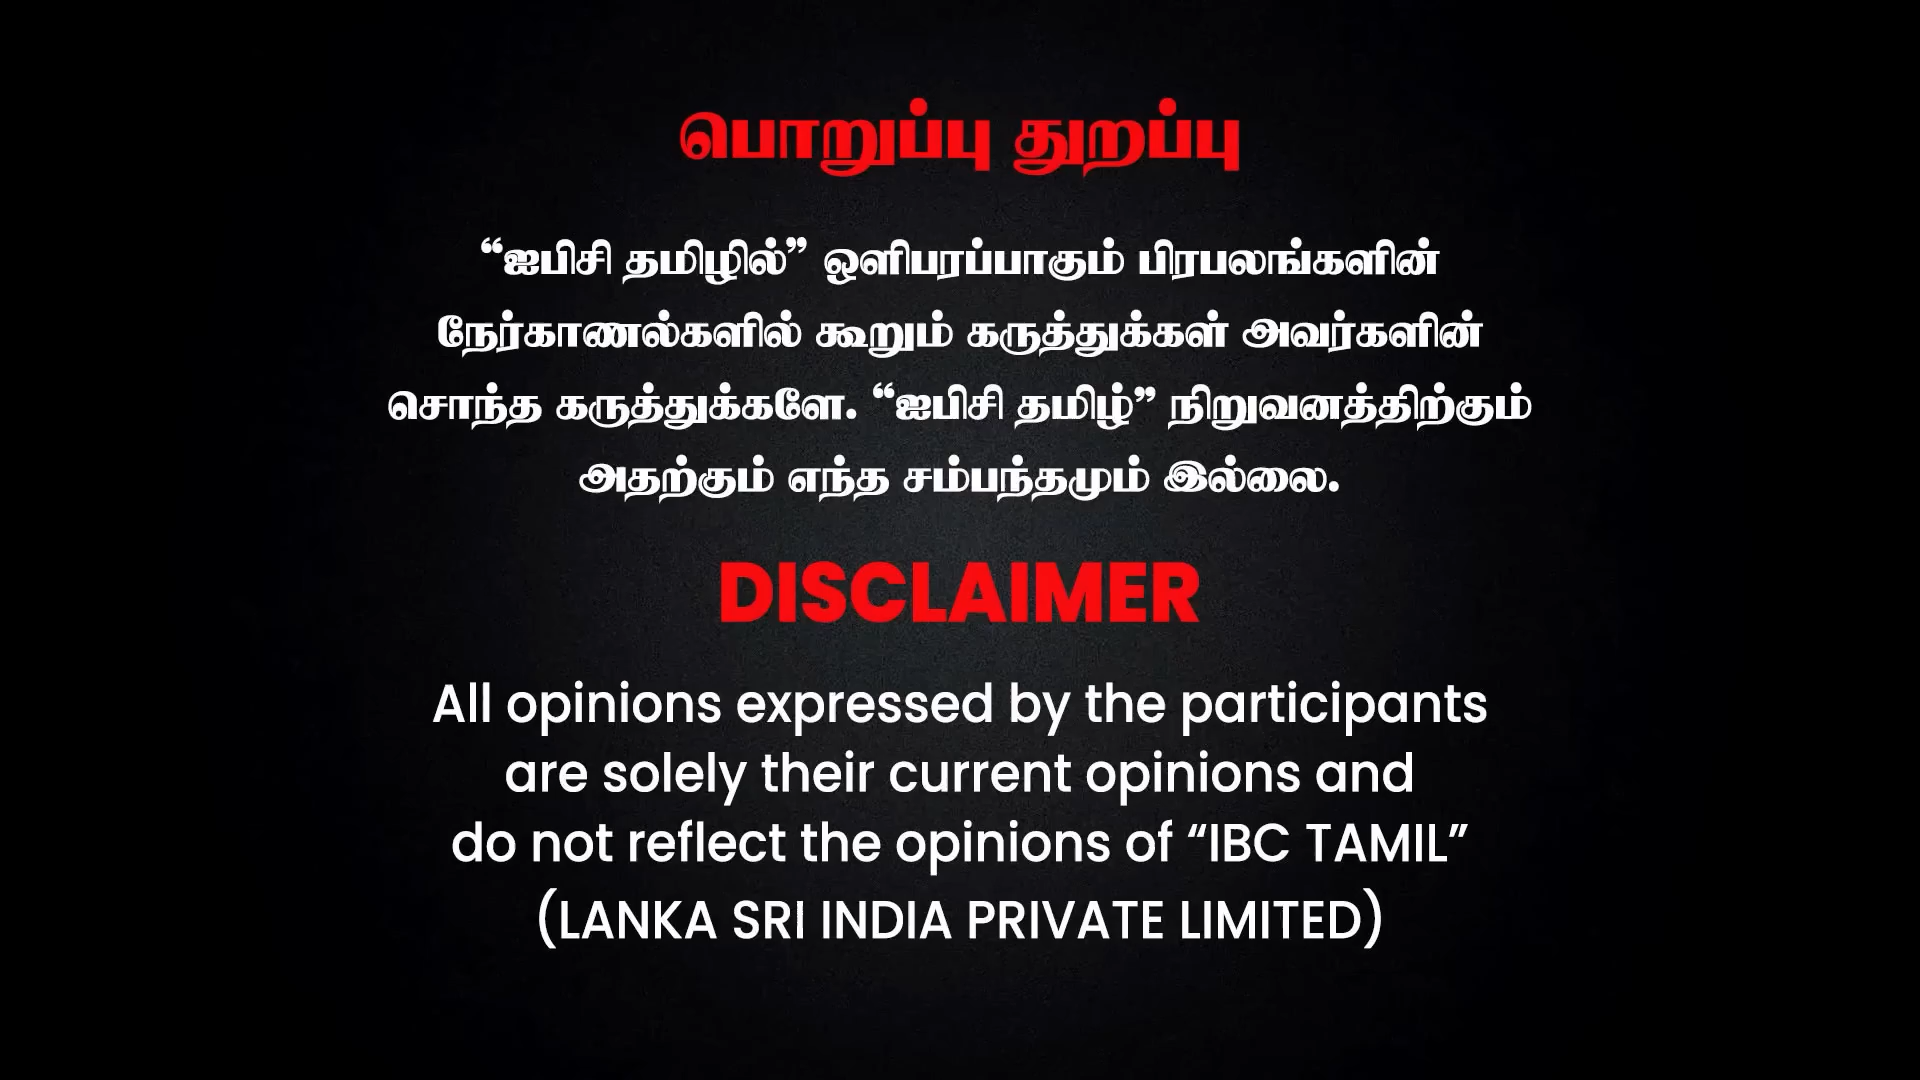 பொறுப்பு துறப்பு
“ஐபிசி தமிழில்” ஒளிபரப்பாகும் பிரபலங்களின்
நேர்காணல்களில் கூறும் கருத்துக்கள் அவர்களின்
சொந்த கருத்துக்களே. “ஐபிசி தமிழ்” நிறுவனத்திற்கும்
அதற்கும் எந்த சம்பந்தமும் இல்லை.
DISCLAIMER
All opinions expressed by the participants
are solely their current opinions and
do not reflect the opinions of “IBC TAMIL”
(LANKA SRI INDIA PRIVATE LIMITED)